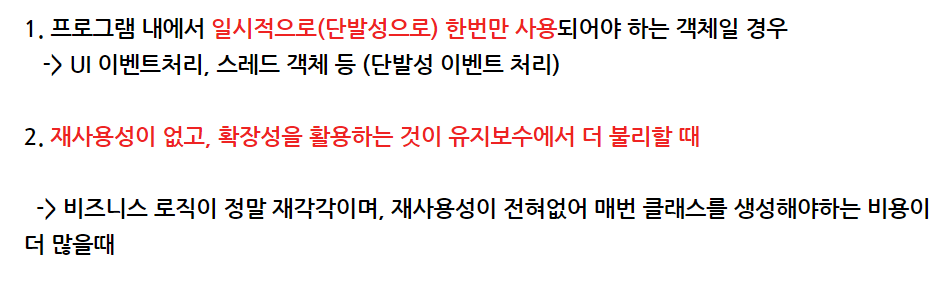 1. 프로그램 내에서 일시적으로(단발성으로) 한번만 사용되어야 하는 객체일 경우
-> UI 이벤트처리, 스레드 객체 등 (단발성 이벤트 처리)
2. 재사용성이 없고, 확장성을 활용하는 것이 유지보수에서 더 불리할 때
-> 비즈니스 로직이 정말 재각각이며, 재사용성이 전혀없어 매번 클래스를 생성해야하는 비용이
더 많을때